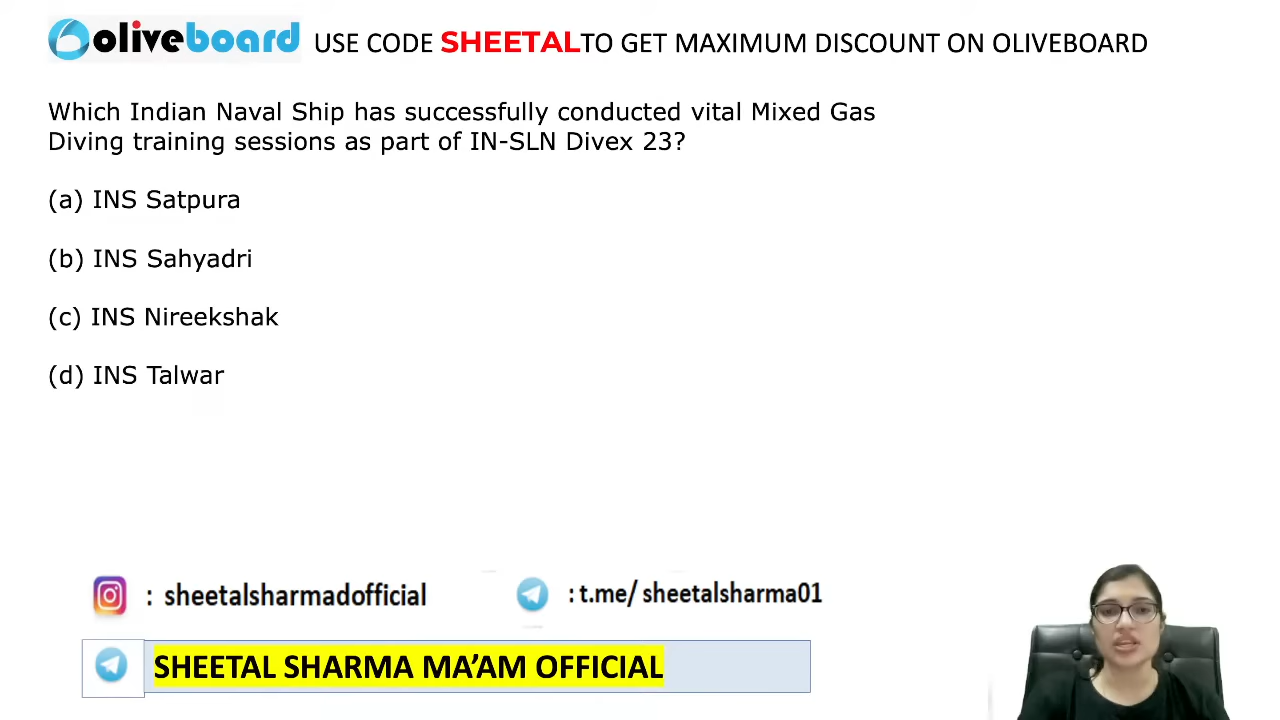 oliveboard USE CODE SHEETALTO GET MAXIMUM DISCOUNT ON OLIVEBOARD
Which Indian Naval Ship has successfully conducted vital Mixed Gas
Diving training sessions as part of IN-SLN Divex 23?
(a) INS Satpura
(b) INS Sahyadri
(c) INS Nireekshak
(d) INS Talwar
: sheetalsharmadofficial : t.me/ sheetalsharma01
SHEETAL SHARMA MA’AM OFFICIAL